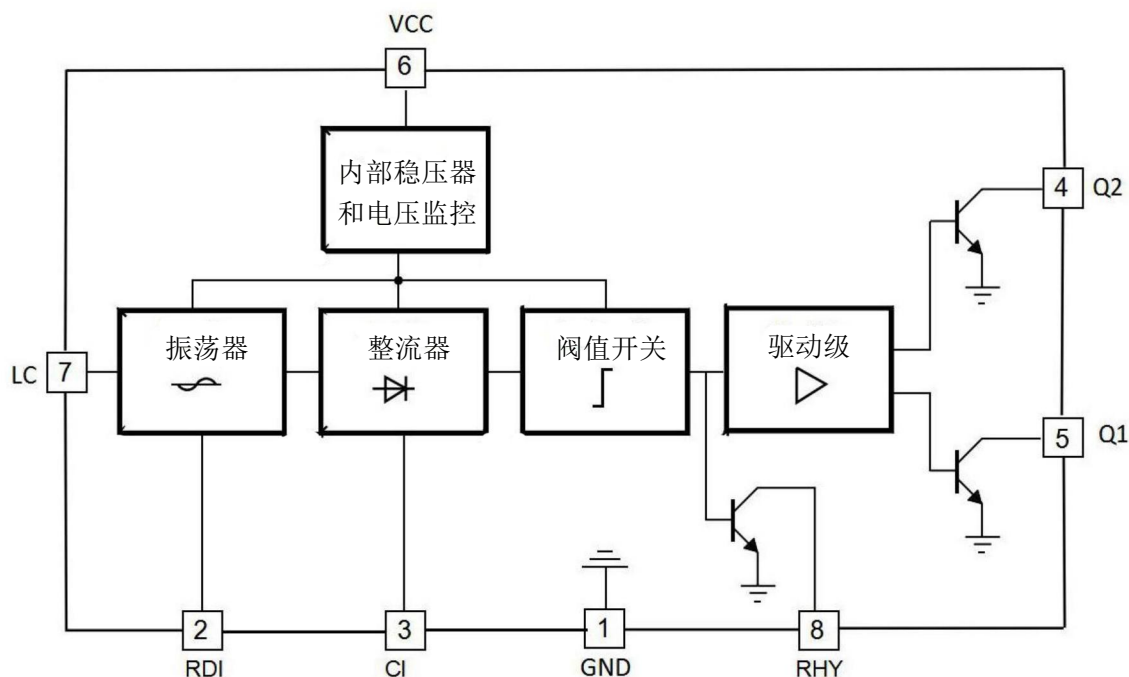 VCC
6
内部稳压器
和电压监控
4 Q2
振荡器 整流器 阀值开关 驱动级
LC 7
5 Q1
2 3 1 8
RDI CI GND RHY